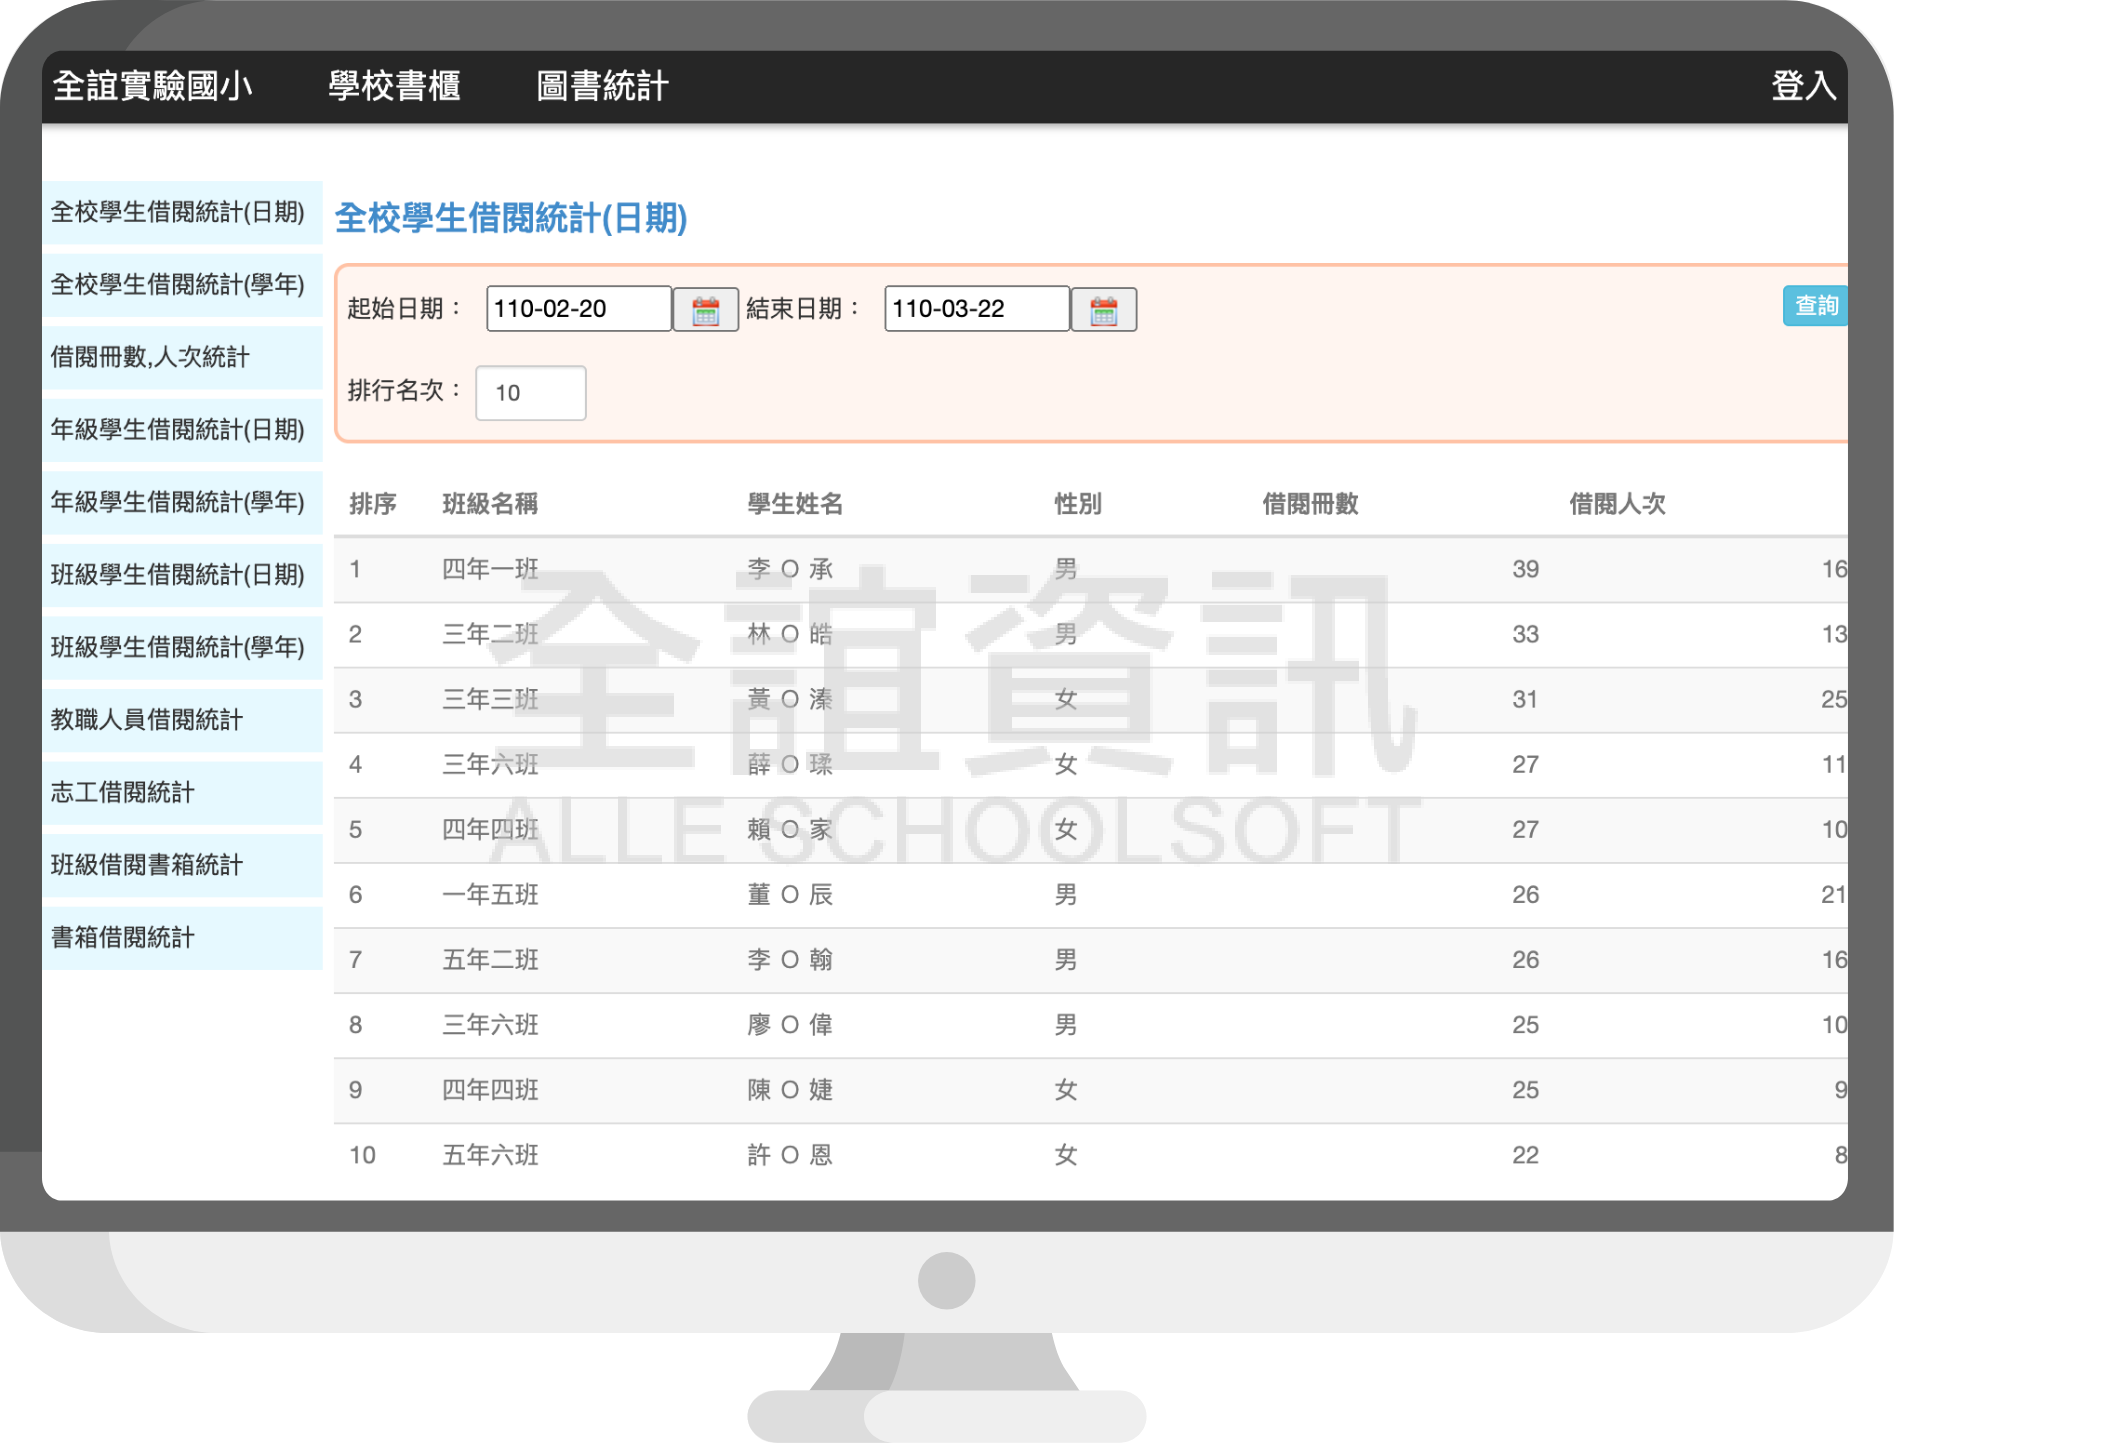 全誼實驗國小 學校書櫃 圖書統計 登入
全校學生借閱統計(日期)
全校學生借閱統計(學年)
借閱冊數,人次統計
年級學生借閱統計(日期)
年級學生借閱統計(學年)
班級學生借閱統計(日期)
班級學生借閱統計(學年)
教職人員借閱統計
志工借閱統計
班級借閱書箱統計
書箱借閱統計
全校學生借閱統計(日期)
起始日期： 110-02-20 結束日期： 110-03-22 查詢
排行名次： 10
排序 班級名稱 學生姓名 性別 借閱冊數 借閱人次
1 四年一班 李 O 承 男 39 16
2 三年二班 林 O 皓 男 33 13
3 三年三班 黃 O 溱 女 31 25
4 三年六班 薛 O 瑈 女 27 11
5 四年四班 賴 O 家 女 27 10
6 一年五班 董 O 辰 男 26 21
7 五年二班 李 O 翰 男 26 16
8 三年六班 廖 O 偉 男 25 10
9 四年四班 陳 O 婕 女 25 9
10 五年六班 許 O 恩 女 22 8
全誼資訊
ALLE SCHOOLSOFT